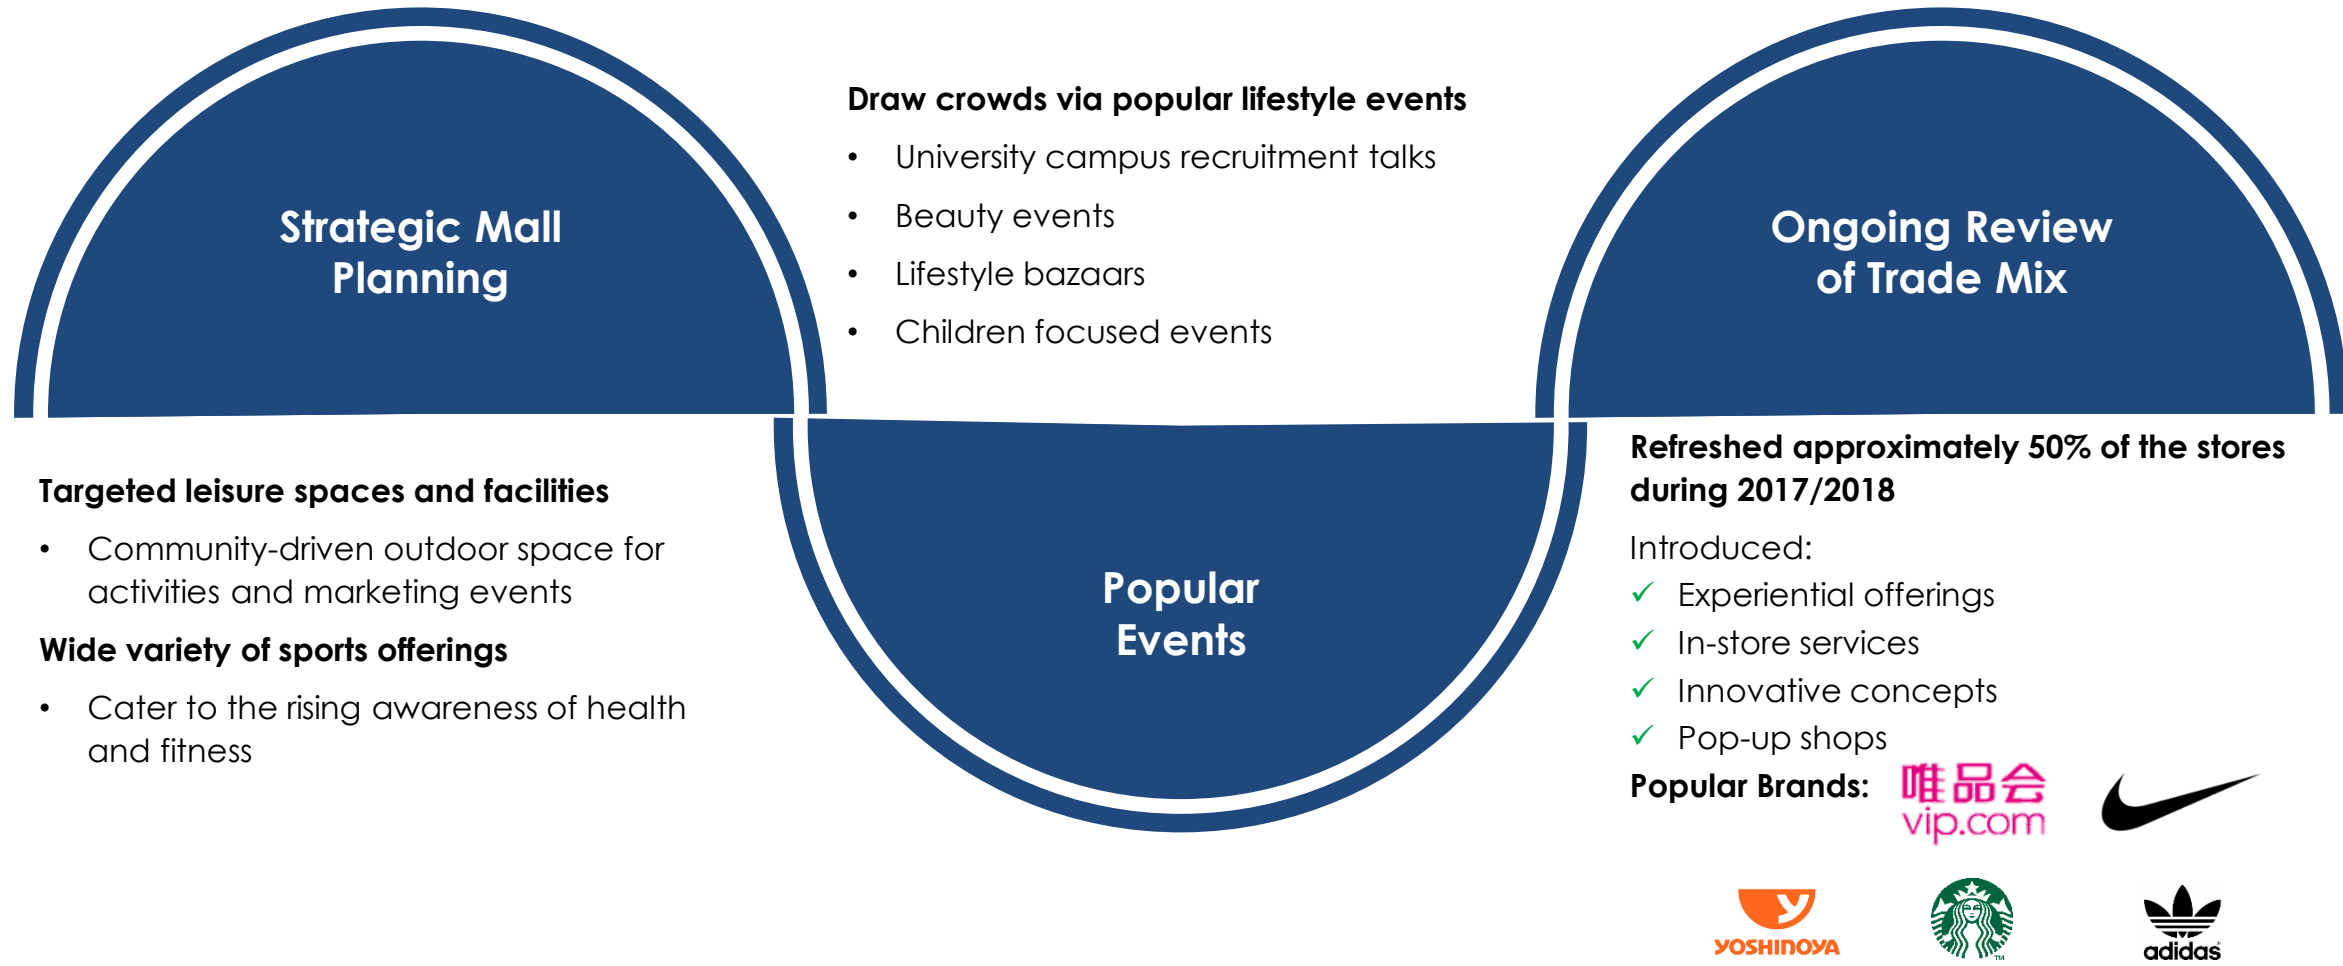 Strategic Mall
Planning
Targeted leisure spaces and facilities
• Community-driven outdoor space for
activities and marketing events
Wide variety of sports offerings
• Cater to the rising awareness of health
and fitness
Draw crowds via popular lifestyle events
• University campus recruitment talks
• Beauty events
• Lifestyle bazaars
• Children focused events
Popular
Events
Ongoing Review
of Trade Mix
Refreshed approximately 50% of the stores
during 2017/2018
Introduced:
✓ Experiential offerings
✓ In-store services
✓ Innovative concepts
✓ Pop-up shops
Popular Brands:
唯品会
vip.com
YOSHINOYA
TM
adidas